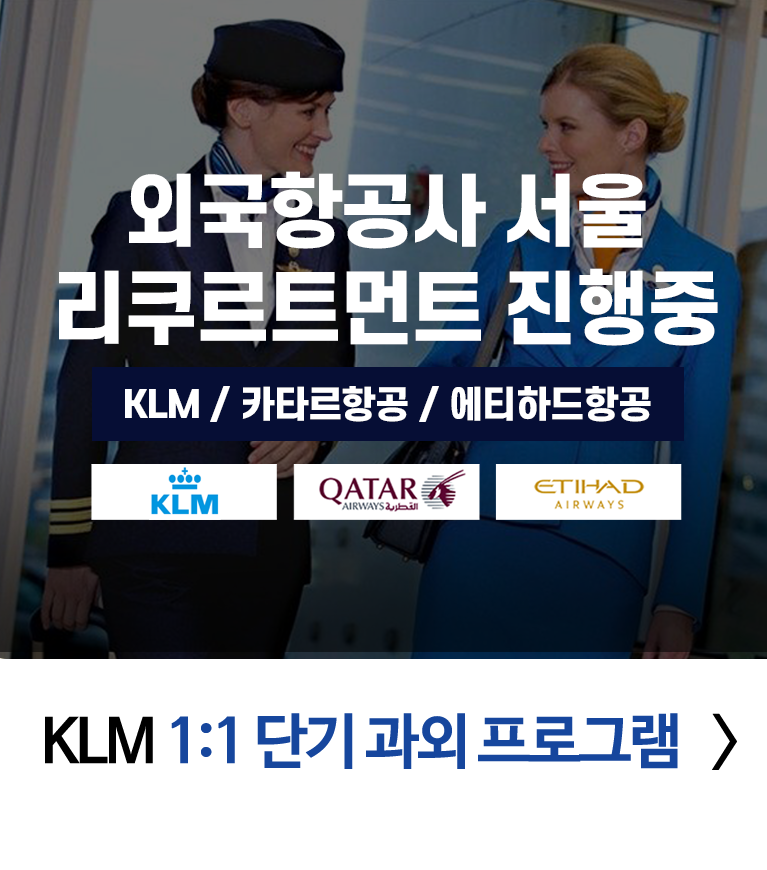 외국항공사 서울
리쿠르트먼트 진행중
KLM / 카타르항공 / 에티하드항공
KLM
QATAR
AIRWAYS القطرية
ETIHAD
AIRWAYS
KLM 1:1 단기 과외 프로그램 >